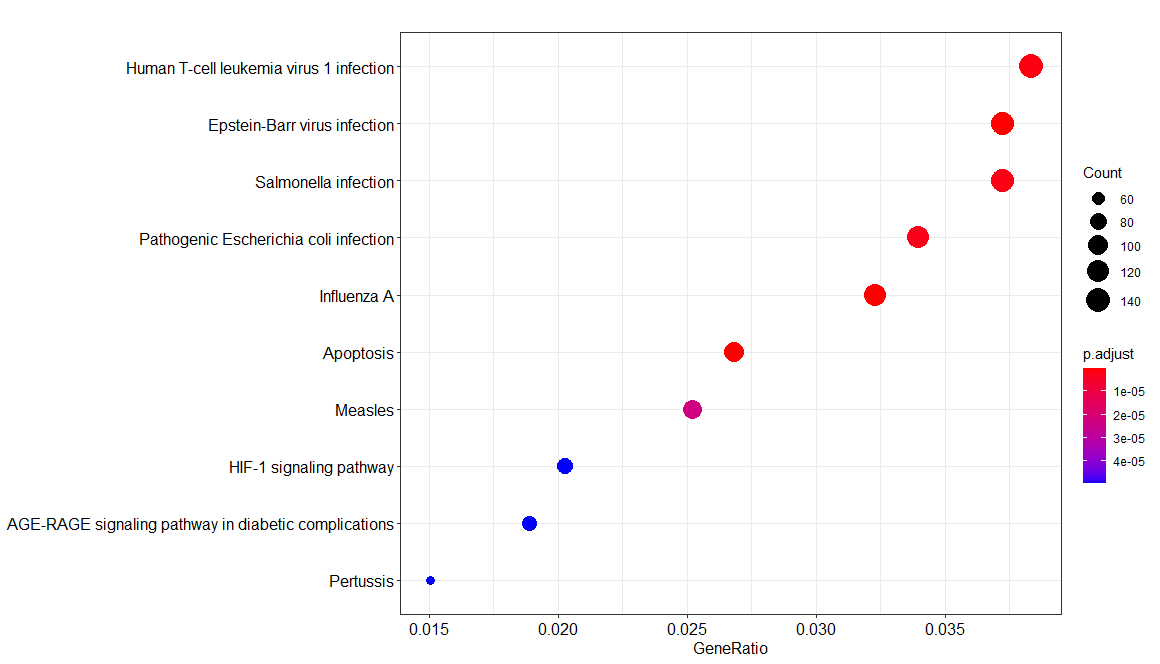 Human T-cell leukemia virus 1 infection
Epstein-Barr virus infection
Salmonella infection
Pathogenic Escherichia coli infection
Influenza A
Apoptosis
Measles
HIF-1 signaling pathway
AGE-RAGE signaling pathway in diabetic complications
Pertussis
0.015 0.020 0.025 0.030 0.035
GeneRatio
Count
60
80
100
120
140
p.adjust
1e-05
2e-05
3e-05
4e-05